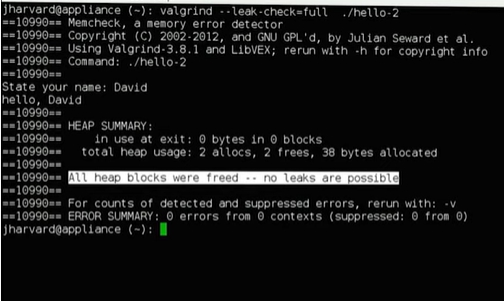 jharvard@appliance (~): valgrind --leak-check=full  ./hello-2
==10990== Memcheck, a memory error detector
==10990== Copyright (C) 2002-2012, and GNU GPL'd, by Julian Seward et al.
==10990== Using Valgrind-3.8.1 and LibVEX; rerun with -h for copyright info
==10990== Command: ./hello-2
==10990==
State your name: David
hello, David
==10990==
==10990== HEAP SUMMARY:
==10990==     in use at exit: 0 bytes in 0 blocks
==10990==   total heap usage: 2 allocs, 2 frees, 38 bytes allocated
==10990==
==10990== All heap blocks were freed -- no leaks are possible
==10990==
==10990== For counts of detected and suppressed errors, rerun with: -v
==10990== ERROR SUMMARY: 0 errors from 0 contexts (suppressed: 0 from 0)
jharvard@appliance (~):